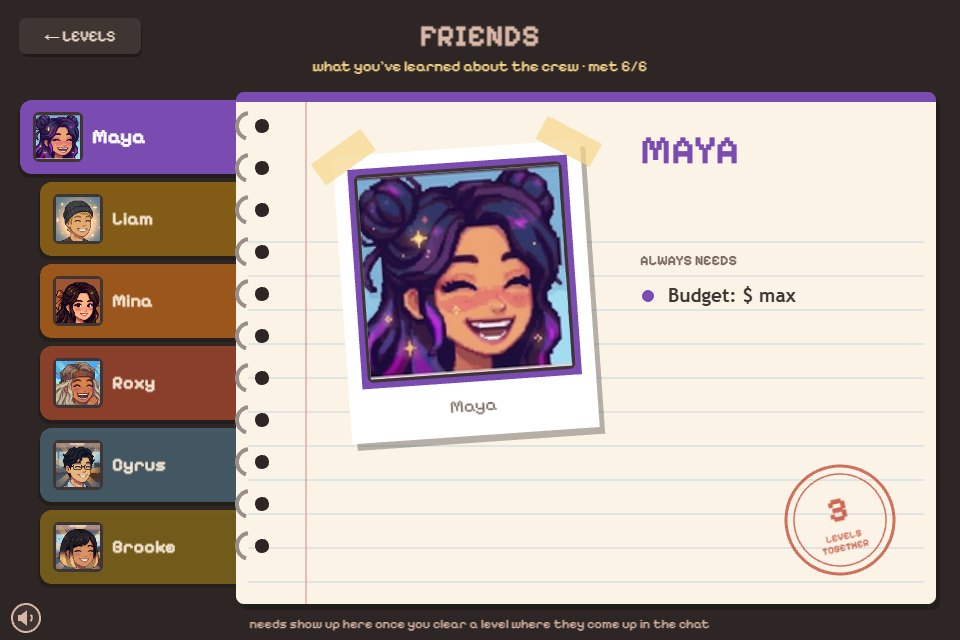 ← LEVELS
FRIENDS
what you've learned about the crew · met 6/6
Maya
Liam
Mina
Roxy
Cyrus
Brooke
MAYA
ALWAYS NEEDS
Budget: $ max
Maya
3
LEVELS
TOGETHER
needs show up here once you clear a level where they come up in the chat